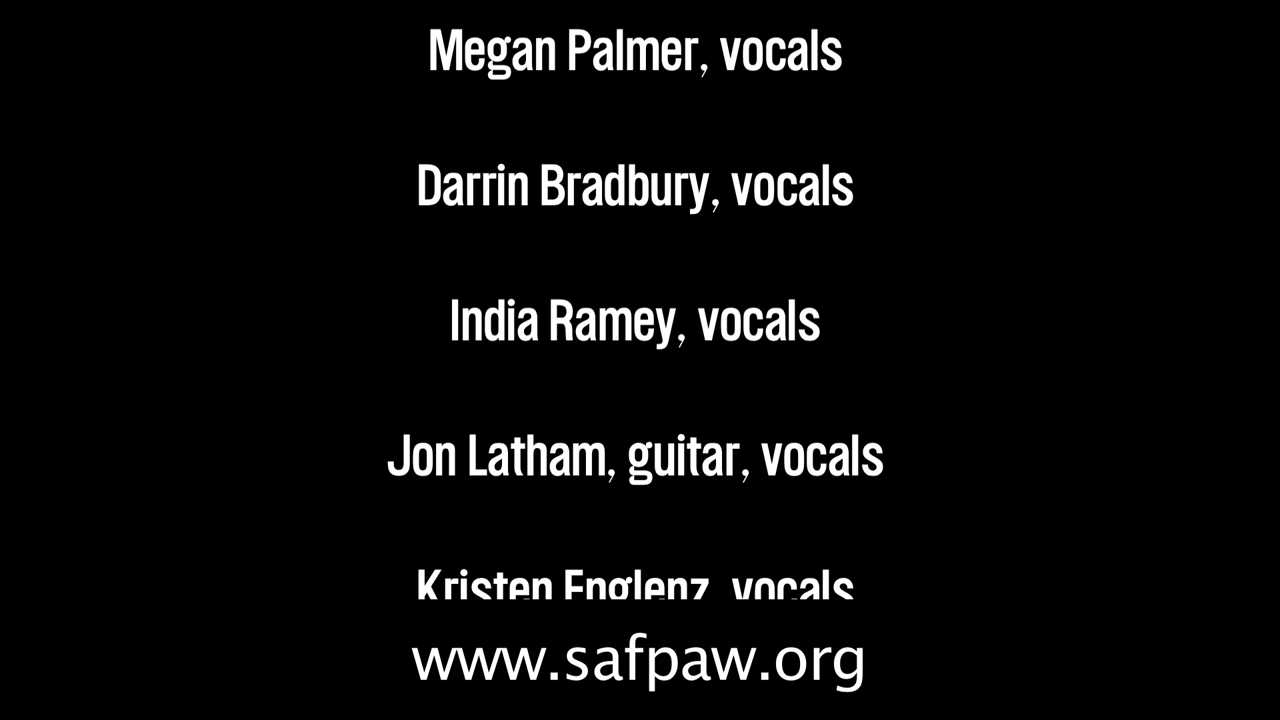 Megan Palmer, vocals
Darrin Bradbury, vocals
India Ramey, vocals
Jon Latham, guitar, vocals
Kristen Englenz, vocals
www.safpaw.org